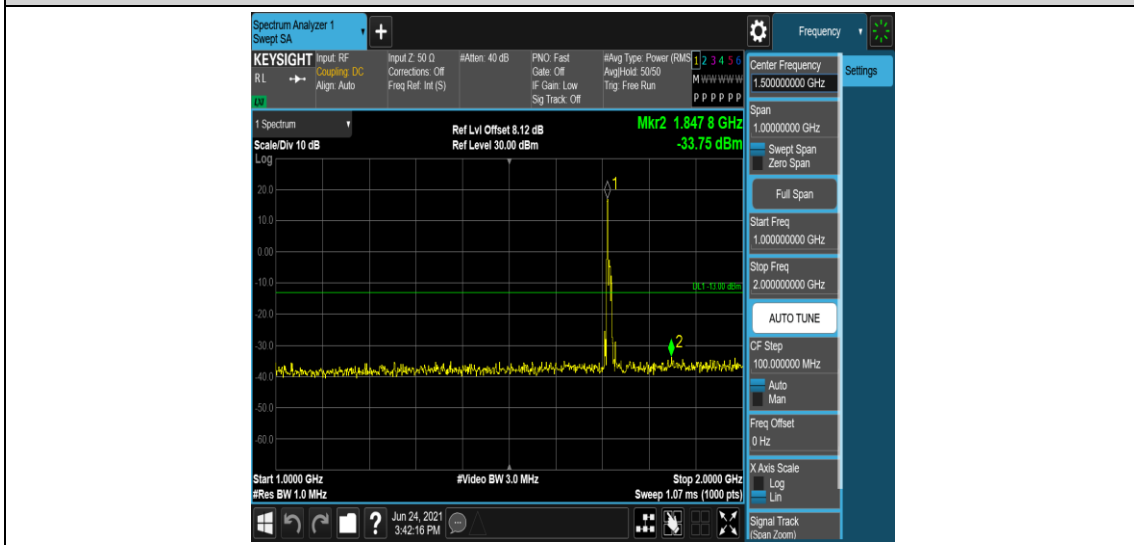 Spectrum Analyzer 1
Swept SA
+
Frequency
KEYSIGHT
RL
LXI
Input: RF
Coupling: DC
Align: Auto
Input Z: 50 Ω
Corrections: Off
Freq Ref: Int (S)
#Atten: 40 dB
PNO: Fast
Gate: Off
IF Gain: Low
Sig Track: Off
#Avg Type: Power (RMS
Avg|Hold: 50/50
Trig: Free Run
1 2 3 4 5 6
M W W W W W
P P P P P P
1 Spectrum
Scale/Div 10 dB
Ref Lvl Offset 8.12 dB
Ref Level 30.00 dBm
Mkr2 1.847 8 GHz
-33.75 dBm
Log
20.0
10.0
0.00
-10.0
-20.0
-30.0
-40.0
-50.0
-60.0
1
DL1 -13.00 dBm
2
Start 1.0000 GHz
#Res BW 1.0 MHz
#Video BW 3.0 MHz
Stop 2.0000 GHz
Sweep 1.07 ms (1000 pts)
?
Jun 24, 2021
3:42:16 PM
Center Frequency
1.500000000 GHz
Settings
Span
1.00000000 GHz
Swept Span
Zero Span
Full Span
Start Freq
1.000000000 GHz
Stop Freq
2.000000000 GHz
AUTO TUNE
CF Step
100.000000 MHz
Auto
Man
Freq Offset
0 Hz
X Axis Scale
Log
Lin
Signal Track
(Span Zoom)